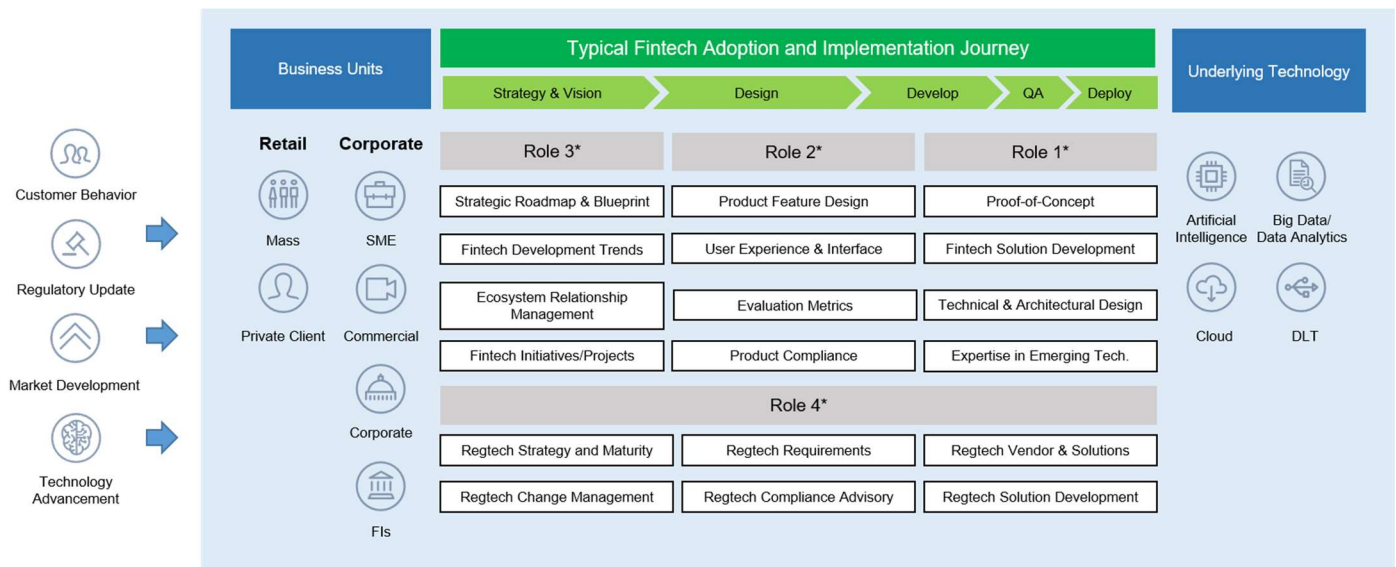 Customer Behavior
Regulatory Update
Market Development
Technology
Advancement
Business Units
Retail
Corporate
Mass
SME
Private Client
Commercial
Corporate
FIs
Typical Fintech Adoption and Implementation Journey
Strategy & Vision
Design
Develop
QA
Deploy
Role 3*
Role 2*
Role 1*
Strategic Roadmap & Blueprint
Product Feature Design
Proof-of-Concept
Fintech Development Trends
User Experience & Interface
Fintech Solution Development
Ecosystem Relationship
Management
Evaluation Metrics
Technical & Architectural Design
Fintech Initiatives/Projects
Product Compliance
Expertise in Emerging Tech.
Role 4*
Regtech Strategy and Maturity
Regtech Requirements
Regtech Vendor & Solutions
Regtech Change Management
Regtech Compliance Advisory
Regtech Solution Development
Underlying Technology
Artificial
Intelligence
Big Data/
Data Analytics
Cloud
DLT